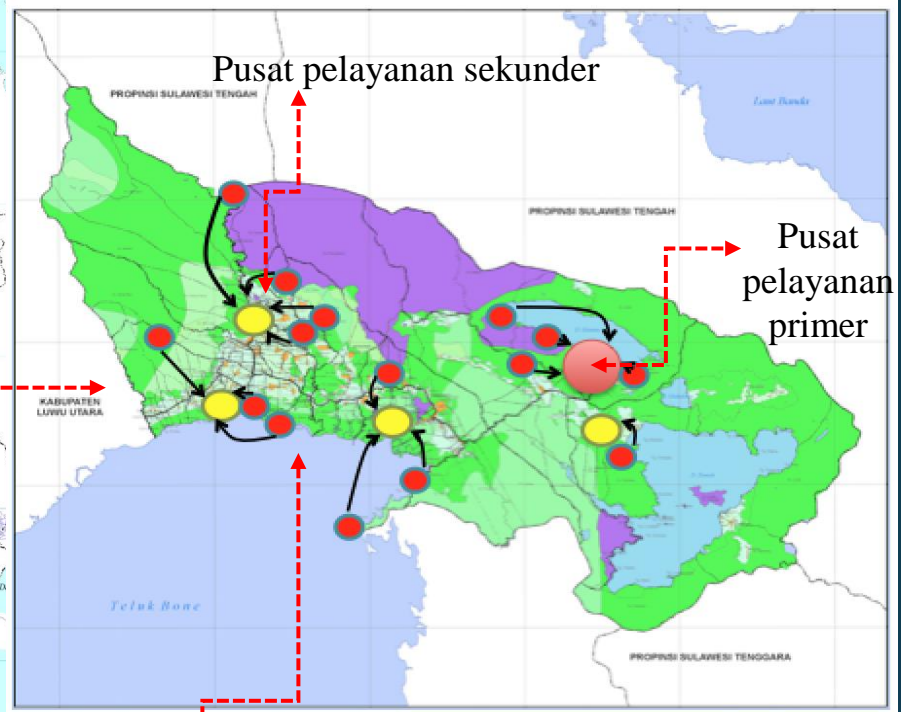 Pusat pelayanan sekunder
PROPINSI SULAWESI TENGAH
Laut Banda
PROPINSI SULAWESI TENGAH
Pusat
pelayanan
primer
KABUPATEN
LUWU UTARA
Teluk Bone
PROPINSI SULAWESI TENGGARA